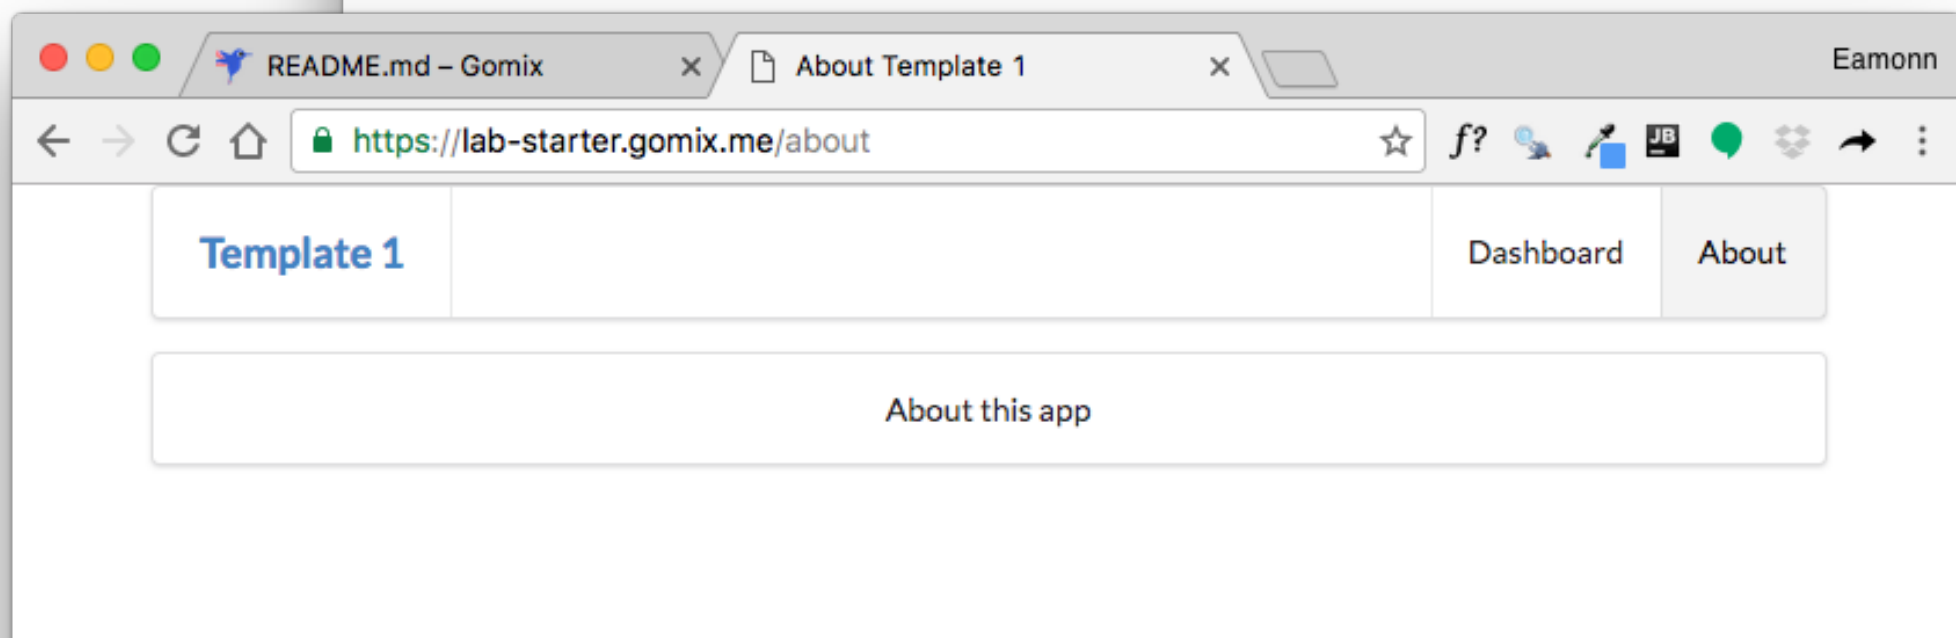 README.md – Gomix
About Template 1
Eamonn
https://lab-starter.gomix.me/about
f?
JB
Template 1
Dashboard
About
About this app